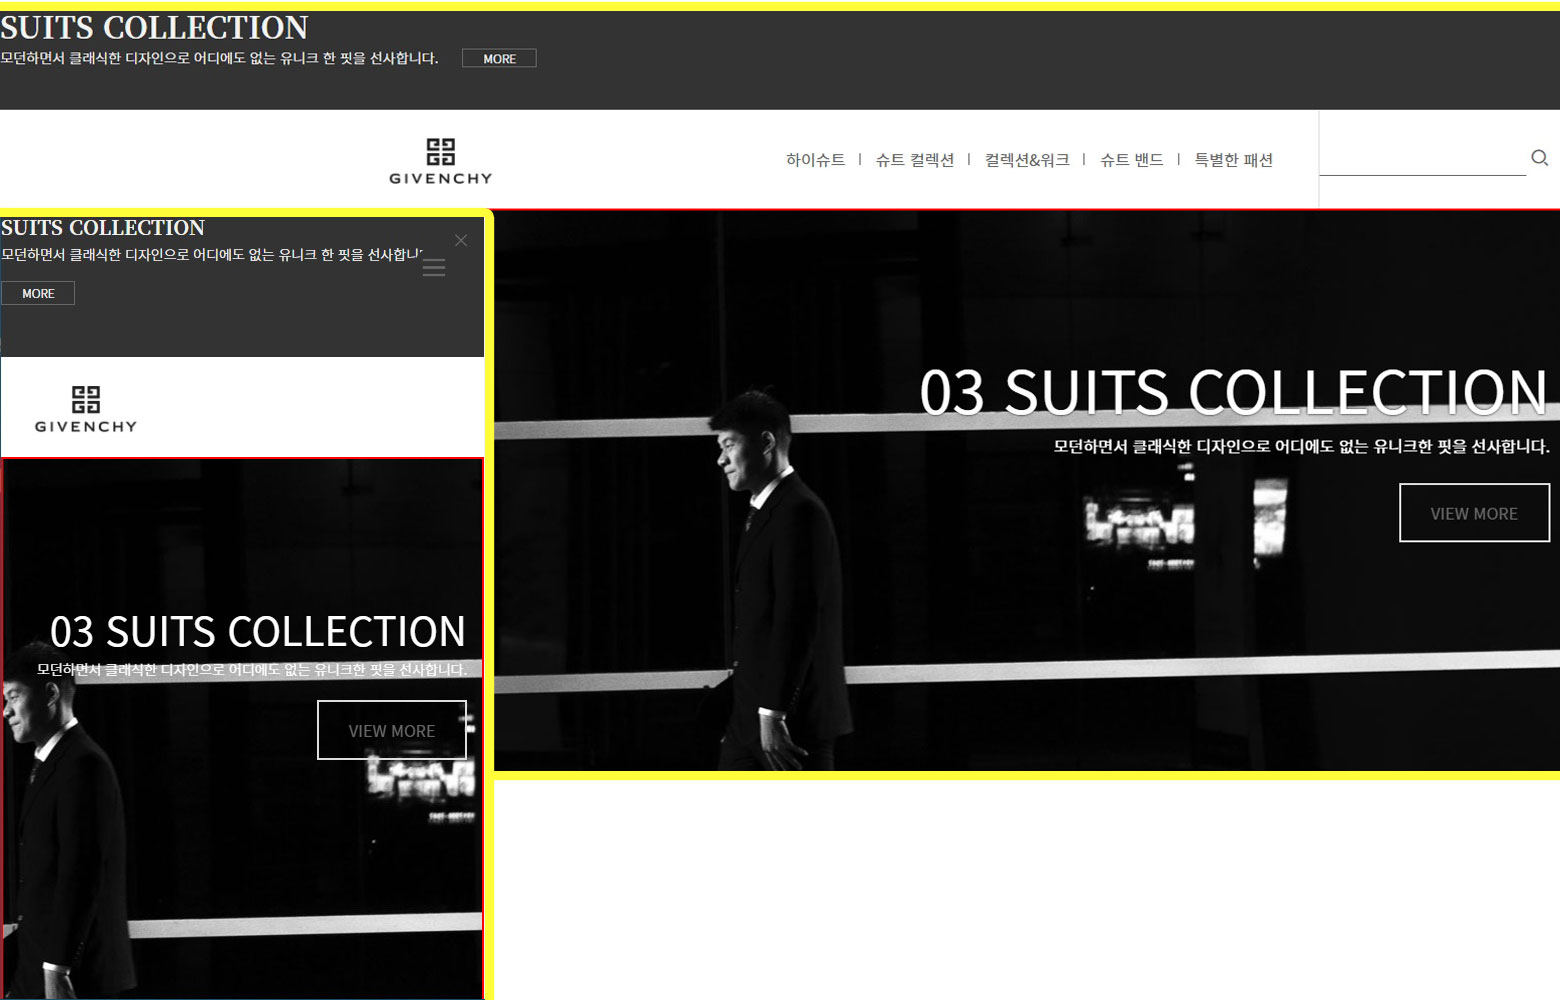 SUITS COLLECTION
모던하면서 클래식한 디자인으로 어디에도 없는 유니크 한 핏을 선사합니다.
MORE
GIVENCHY
하이슈트 | 슈트 컬렉션 | 컬렉션&워크 | 슈트 밴드 | 특별한 패션
SUITS COLLECTION
모던하면서 클래식한 디자인으로 어디에도 없는 유니크 한 핏을 선사합니
MORE
GIVENCHY
03 SUITS COLLECTION
모던하면서 클래식한 디자인으로 어디에도 없는 유니크한 핏을 선사합니다.
VIEW MORE
03 SUITS COLLECTION
모던하면서 클래식한 디자인으로 어디에도 없는 유니크한 핏을 선사합니다.
VIEW MORE